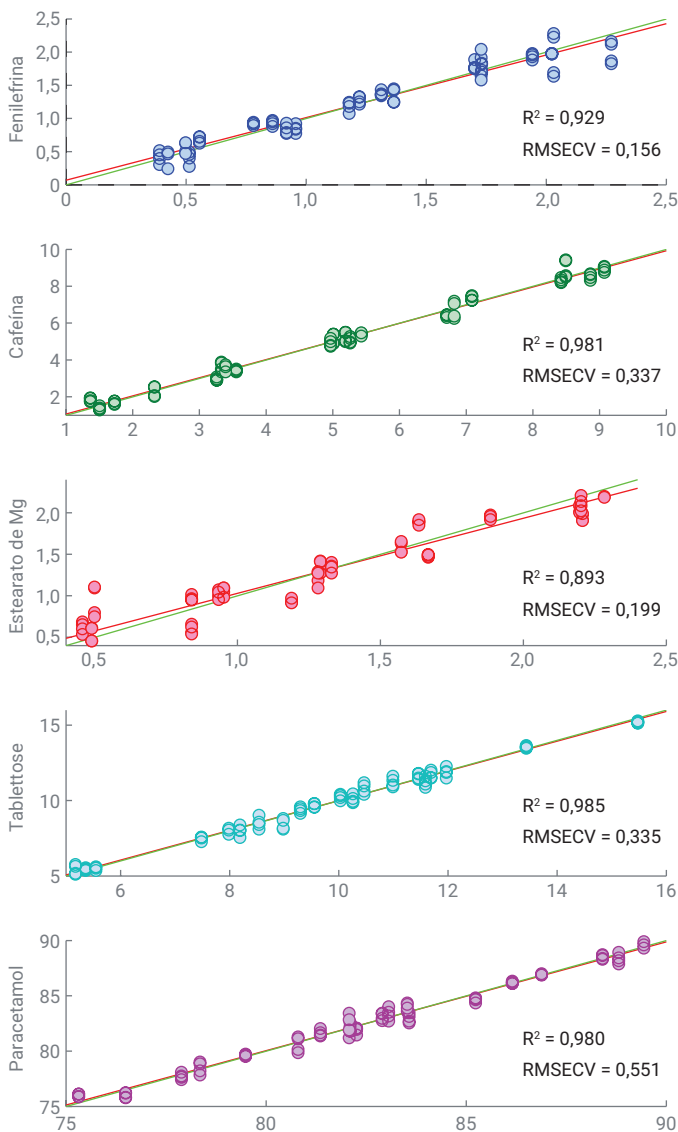 Fenilefrina
2,5
2,0
1,5
1,0
0,5
0
R² = 0,929
RMSECV = 0,156
0 0,5 1,0 1,5 2,0 2,5
Cafeína
10
8
6
4
2
R² = 0,981
RMSECV = 0,337
1 2 3 4 5 6 7 8 9 10
Estearato de Mg
2,0
1,5
1,0
0,5
R² = 0,893
RMSECV = 0,199
0,5 1,0 1,5 2,0 2,5
Tablettose
15
10
5
R² = 0,985
RMSECV = 0,335
6 8 10 12 14 16
Paracetamol
90
85
80
75
R² = 0,980
RMSECV = 0,551
75 80 85 90